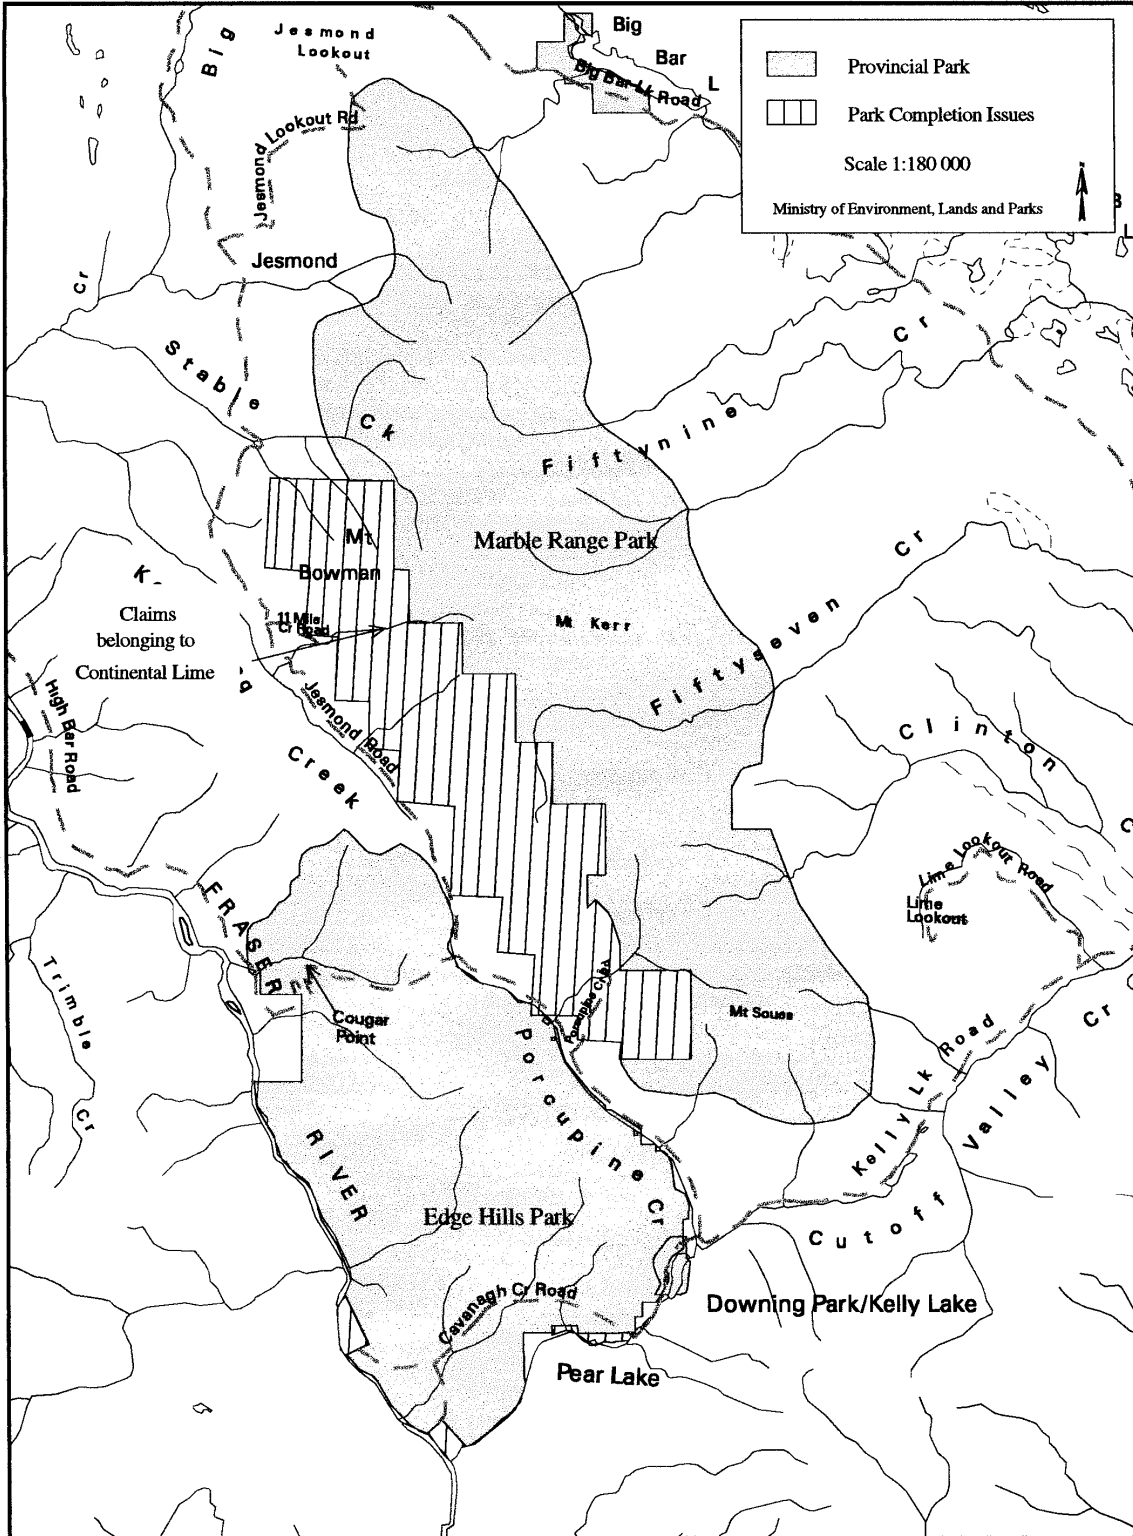 Big
Jesmond
Lookout
Big
Bar
L
Big Bar Lk Road
Provincial Park
Park Completion Issues
Scale 1:180 000
Ministry of Environment, Lands and Parks
B
L
Jesmond Lookout Rd
Jesmond
Cr
Stable
Ck
Fiftynine Cr
Mt
Bowman
Marble Range Park
Mt Kerr
Fiftyseven Cr
K
Claims
belonging to
Continental Lime
11 Mile
Cr Road
g
Jesmond Road
Creek
High Bar Road
Clinton
C
Lime Lookout Road
Lime
Lookout
FRASER
Trimble
Cr
Cougar
Point
Porcupine Creek
Mt Soues
Porcupine Cr
Kelly Lk Road
Valley Cr
RIVER
Edge Hills Park
Cutoff
Cavanagh Cr Road
Downing Park/Kelly Lake
Pear Lake